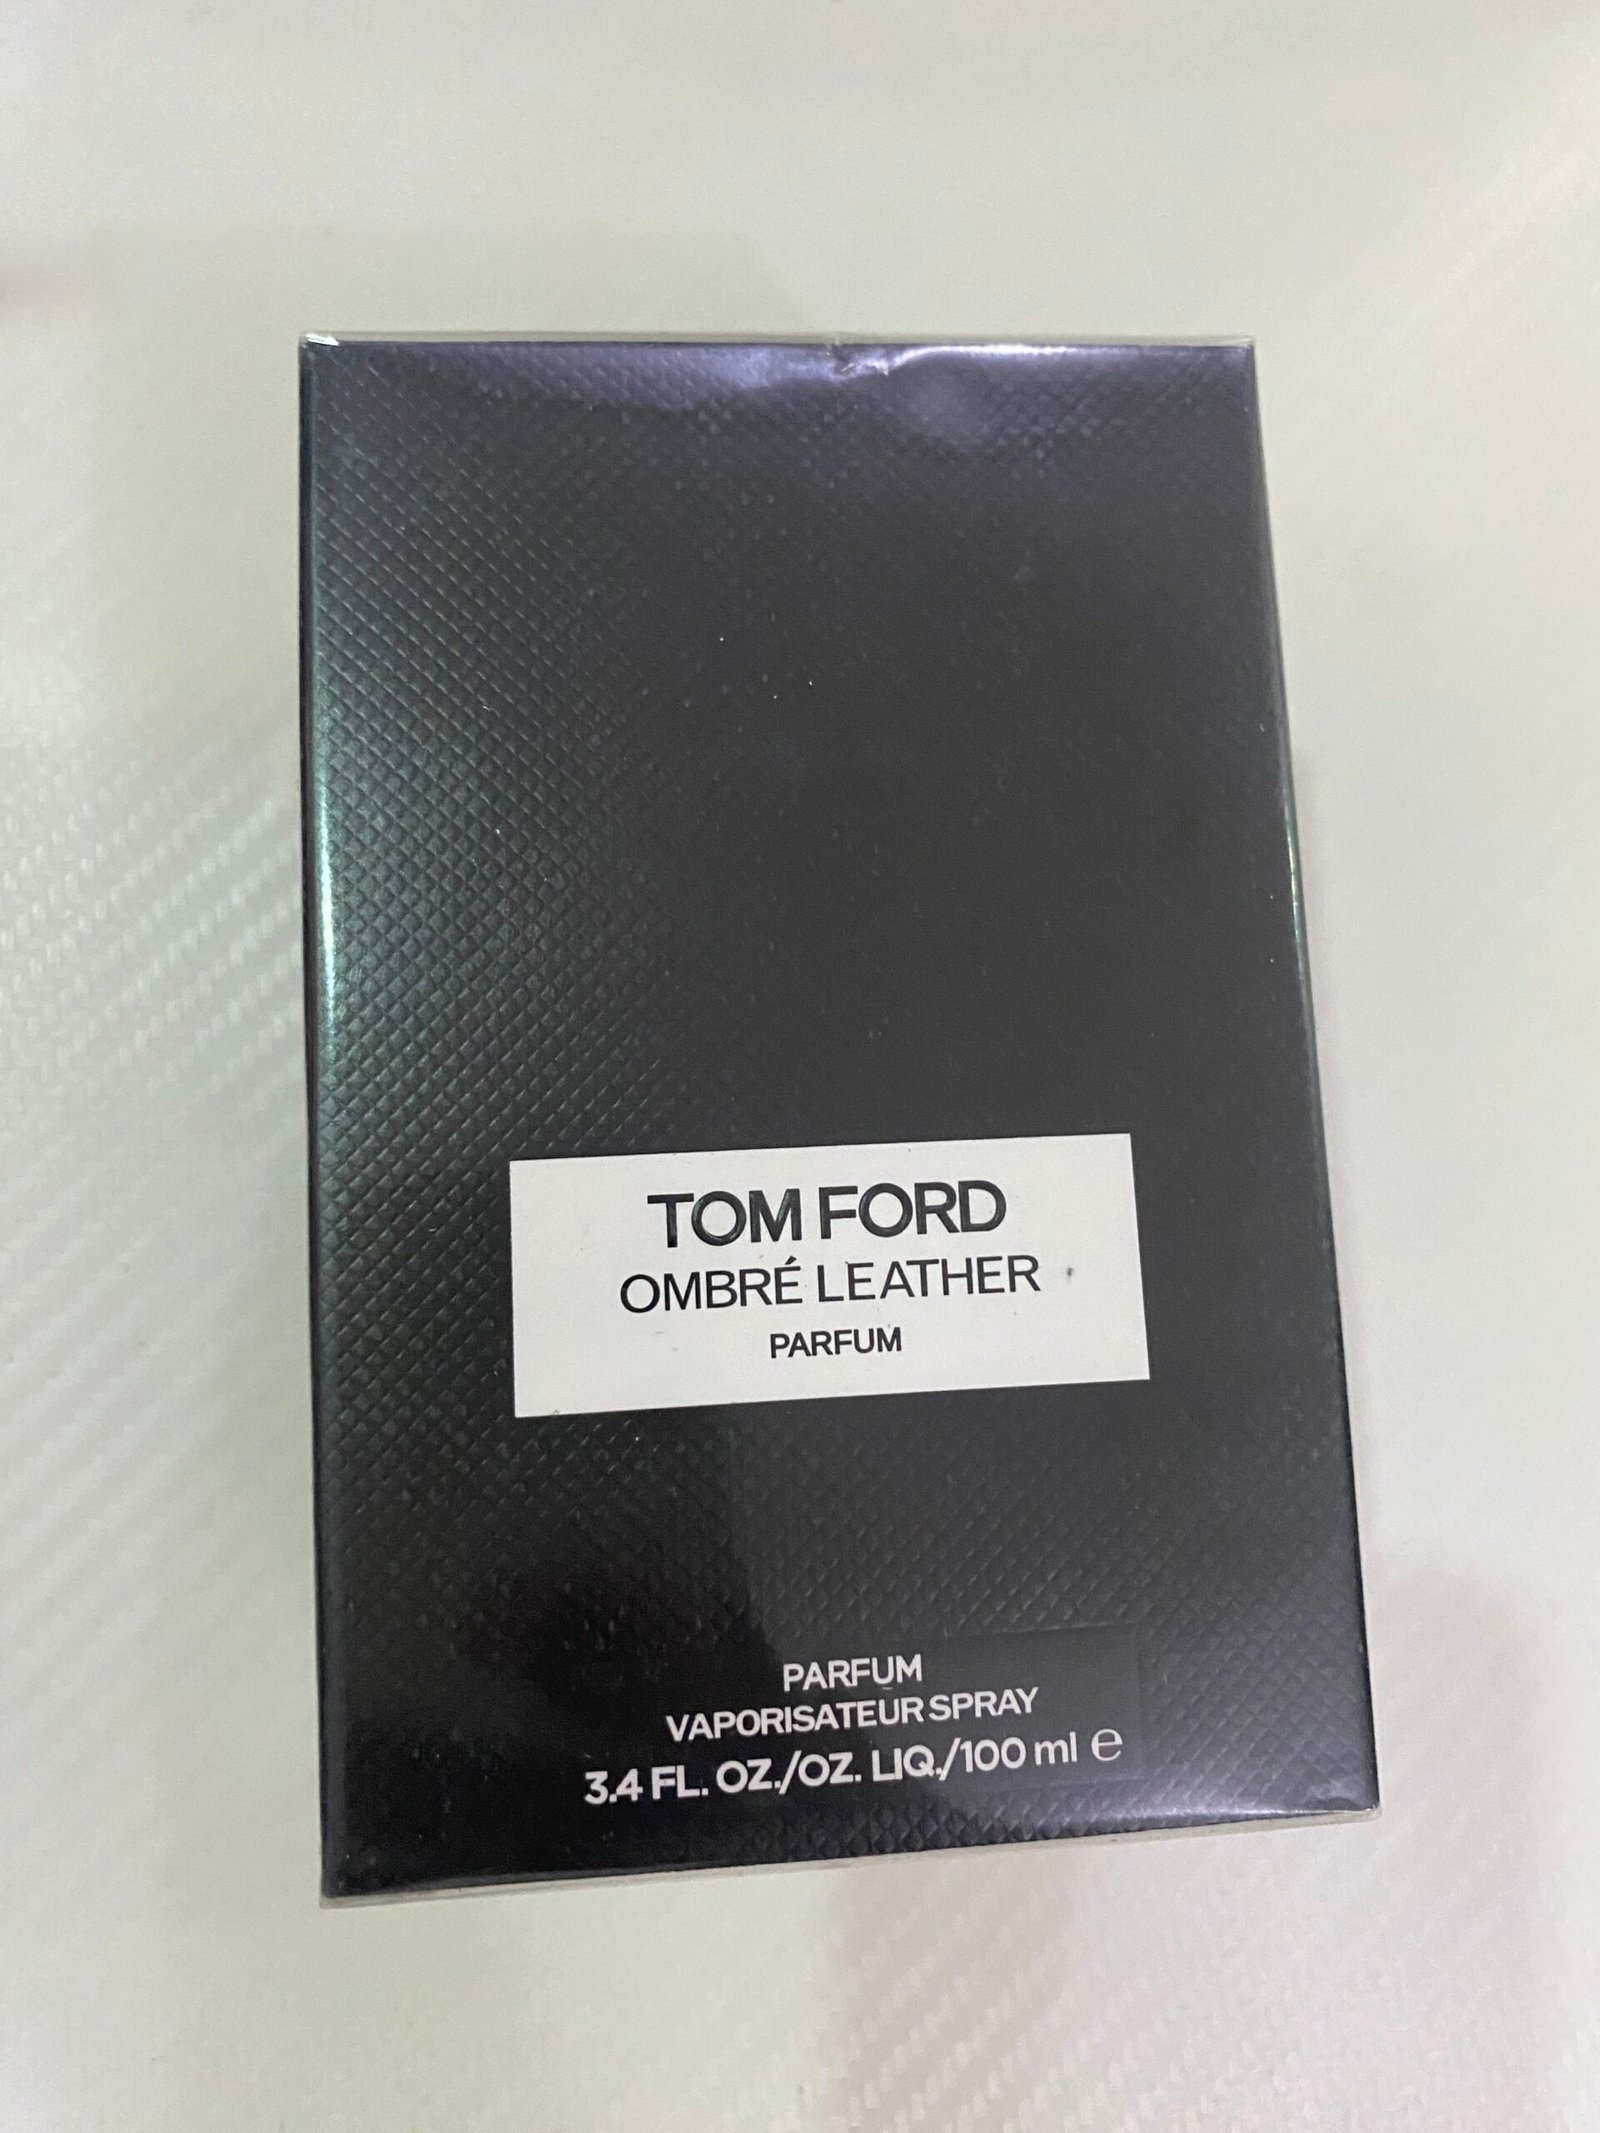 TOM FORD
OMBRÉ LEATHER
PARFUM
PARFUM
VAPORISATEUR SPRAY
3.4 FL. OZ./OZ. LIQ./100 ml ℮